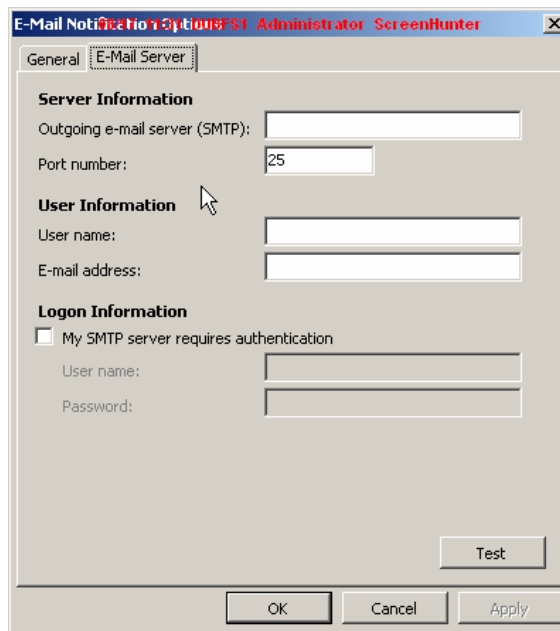 E-Mail Notification Options
Administrator ScreenHunter
General
E-Mail Server
Server Information
Outgoing e-mail server (SMTP):
Port number:
25
User Information
User name:
E-mail address:
Logon Information
My SMTP server requires authentication
User name:
Password:
Test
OK
Cancel
Apply